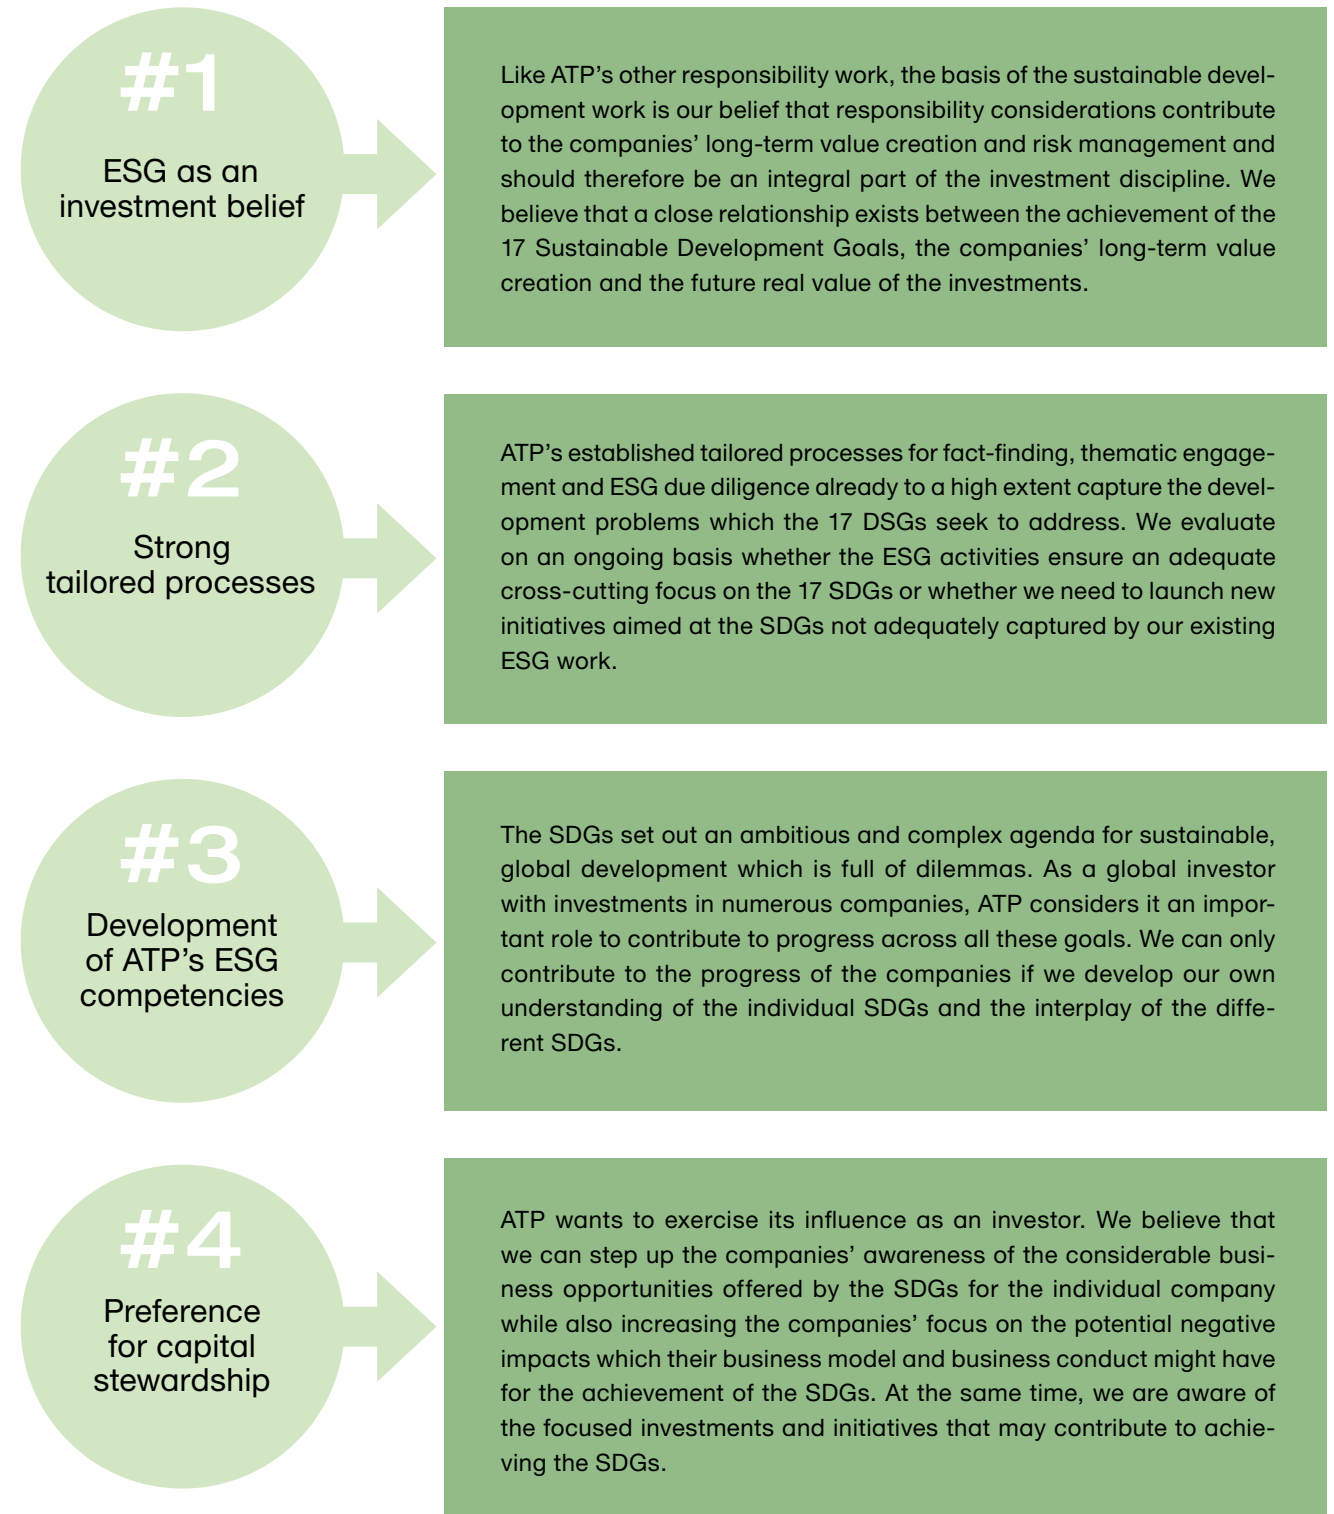 #1
ESG as an
investment belief
Like ATP's other responsibility work, the basis of the sustainable devel-
opment work is our belief that responsibility considerations contribute
to the companies' long-term value creation and risk management and
should therefore be an integral part of the investment discipline. We
believe that a close relationship exists between the achievement of the
17 Sustainable Development Goals, the companies' long-term value
creation and the future real value of the investments.
#2
Strong
tailored processes
ATP's established tailored processes for fact-finding, thematic engage-
ment and ESG due diligence already to a high extent capture the devel-
opment problems which the 17 DSGs seek to address. We evaluate
on an ongoing basis whether the ESG activities ensure an adequate
cross-cutting focus on the 17 SDGs or whether we need to launch new
initiatives aimed at the SDGs not adequately captured by our existing
ESG work.
#3
Development
of ATP's ESG
competencies
The SDGs set out an ambitious and complex agenda for sustainable,
global development which is full of dilemmas. As a global investor
with investments in numerous companies, ATP considers it an impor-
tant role to contribute to progress across all these goals. We can only
contribute to the progress of the companies if we develop our own
understanding of the individual SDGs and the interplay of the diffe-
rent SDGs.
#4
Preference
for capital
stewardship
ATP wants to exercise its influence as an investor. We believe that
we can step up the companies' awareness of the considerable busi-
ness opportunities offered by the SDGs for the individual company
while also increasing the companies' focus on the potential negative
impacts which their business model and business conduct might have
for the achievement of the SDGs. At the same time, we are aware of
the focused investments and initiatives that may contribute to achie-
ving the SDGs.